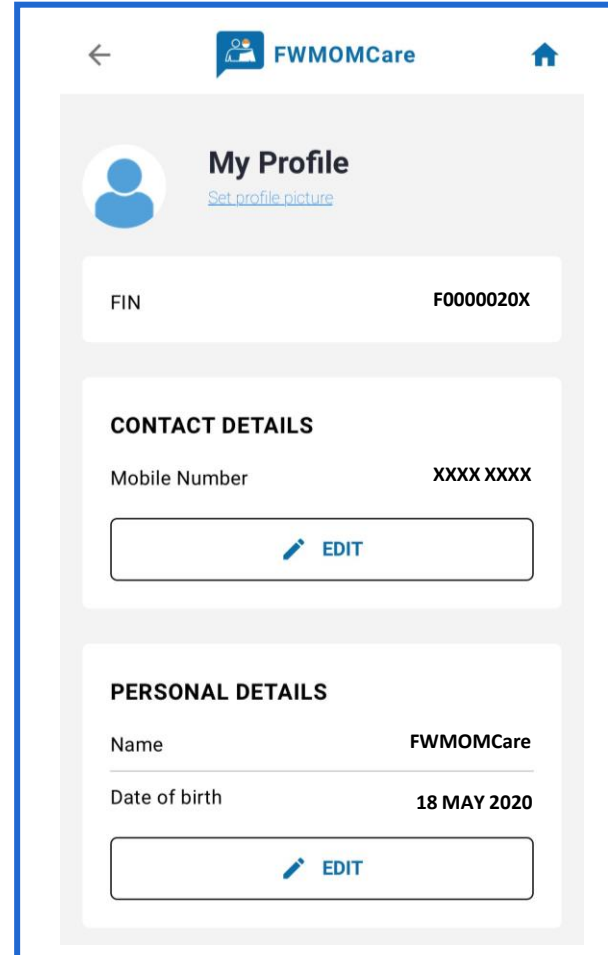 FWMOMCare
My Profile
Set profile picture
FIN F0000020X
CONTACT DETAILS
Mobile Number XXXX XXXX
EDIT
PERSONAL DETAILS
Name FWMOMCare
Date of birth 18 MAY 2020
EDIT